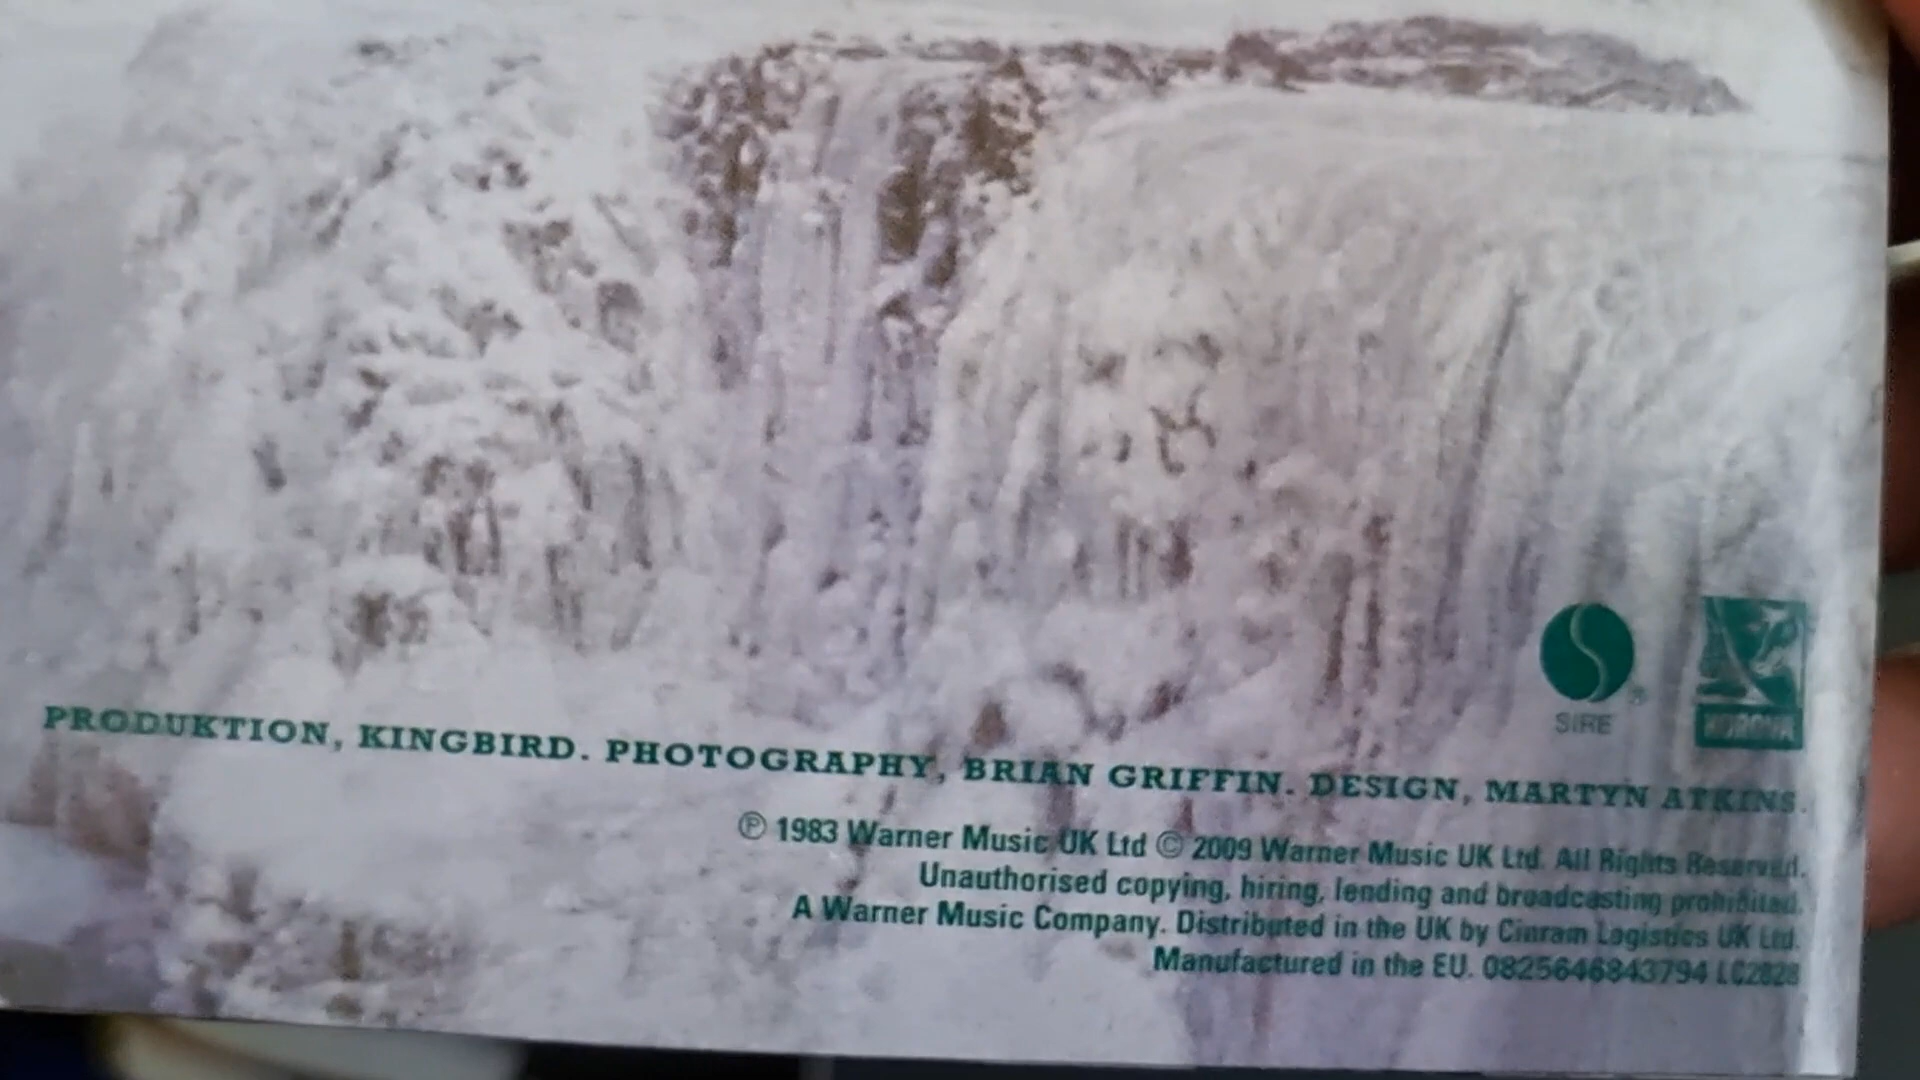 SIRE
KOROVA
PRODUKTION, KINGBIRD. PHOTOGRAPHY, BRIAN GRIFFIN. DESIGN, MARTYN ATKINS.
℗ 1983 Warner Music UK Ltd © 2009 Warner Music UK Ltd. All Rights Reserved.
Unauthorised copying, hiring, lending and broadcasting prohibited.
A Warner Music Company. Distributed in the UK by Cinram Logistics UK Ltd.
Manufactured in the EU. 0825646843794 LC2828